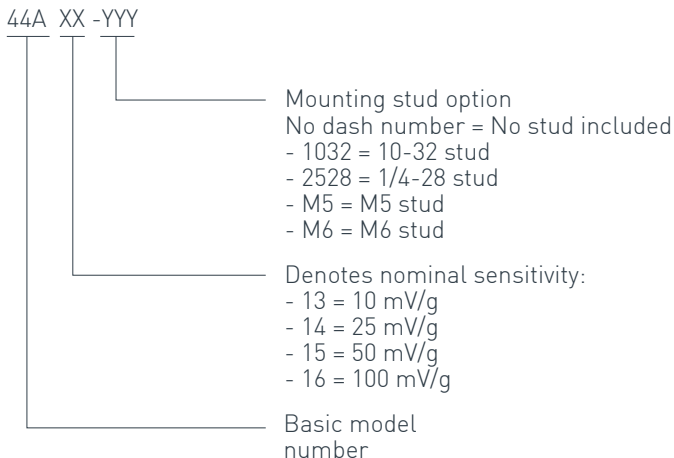 44A XX -YYY
Mounting stud option
No dash number = No stud included
- 1032 = 10-32 stud
- 2528 = 1/4-28 stud
- M5 = M5 stud
- M6 = M6 stud
Denotes nominal sensitivity:
- 13 = 10 mV/g
- 14 = 25 mV/g
- 15 = 50 mV/g
- 16 = 100 mV/g
Basic model
number